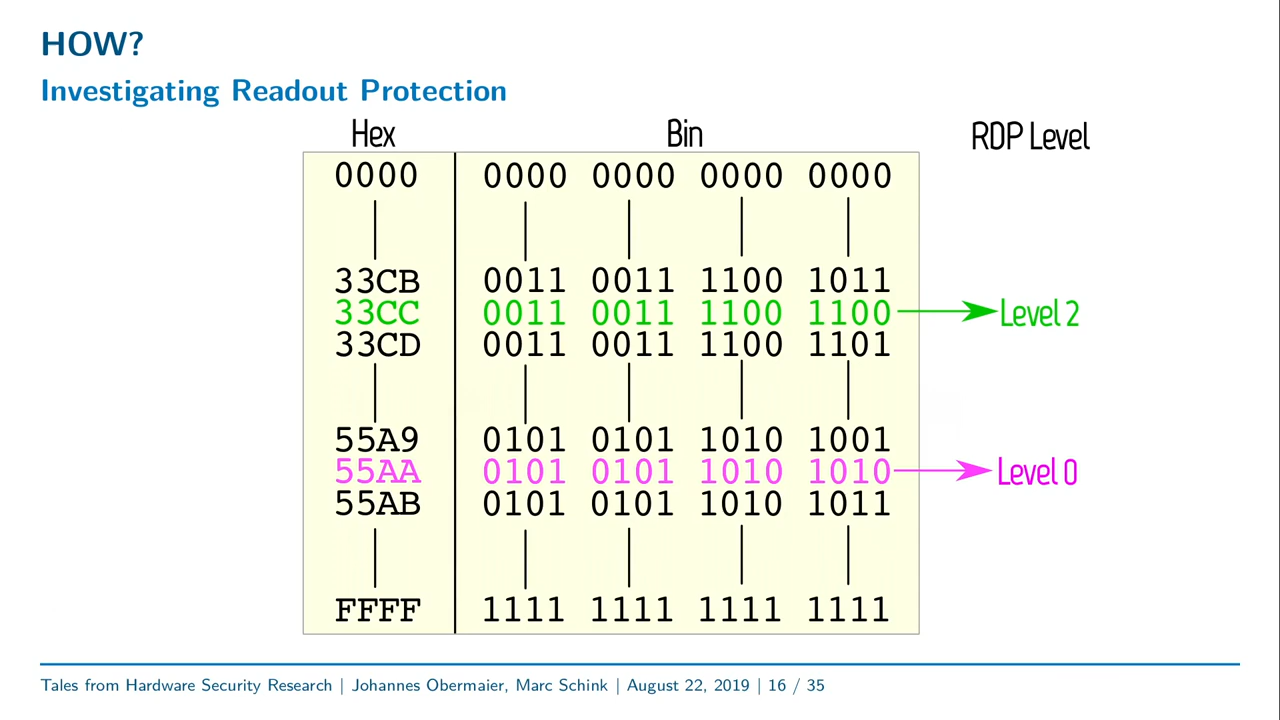 HOW?
Investigating Readout Protection
Hex Bin RDP Level
0000 0000 0000 0000 0000
33CB 0011 0011 1100 1011
33CC 0011 0011 1100 1100 Level 2
33CD 0011 0011 1100 1101
55A9 0101 0101 1010 1001
55AA 0101 0101 1010 1010 Level 0
55AB 0101 0101 1010 1011
FFFF 1111 1111 1111 1111
Tales from Hardware Security Research | Johannes Obermaier, Marc Schink | August 22, 2019 | 16 / 35